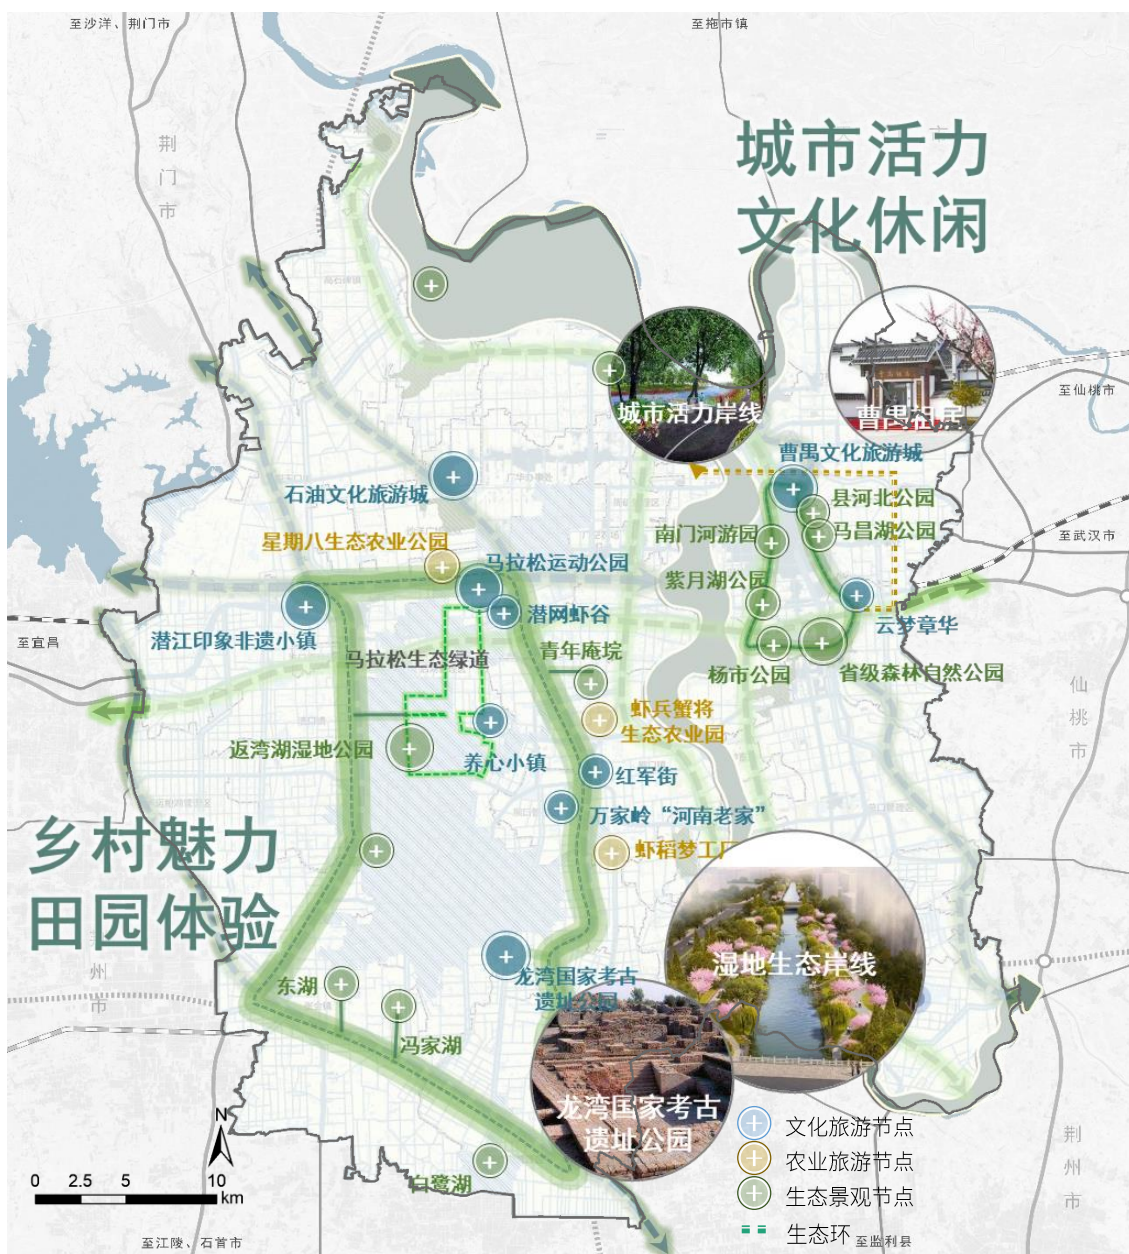 至沙洋、荆门市
至拖市镇
荆
门
市
城市活力
文化休闲
城市活力岸线
曹禺祖居
至仙桃市
曹禺文化旅游城
石油文化旅游城
县河北公园
南门河游园
马昌湖公园
星期八生态农业公园
马拉松运动公园
至武汉市
紫月湖公园
潜网虾谷
云梦章华
潜江印象非遗小镇
至宜昌
马拉松生态绿道
青年庵垸
杨市公园
省级森林自然公园
仙
桃
市
虾兵蟹将
生态农业园
返湾湖湿地公园
养心小镇
红军街
万家岭“河南老家”
虾稻梦工厂
乡村魅力
田园体验
州
市
湿地生态岸线
龙湾国家考古
遗址公园
东湖
冯家湖
龙湾国家考古
遗址公园
白鹭湖
荆
州
市
N
0 2.5 5 10
km
文化旅游节点
农业旅游节点
生态景观节点
生态环
至江陵、石首市
至监利县